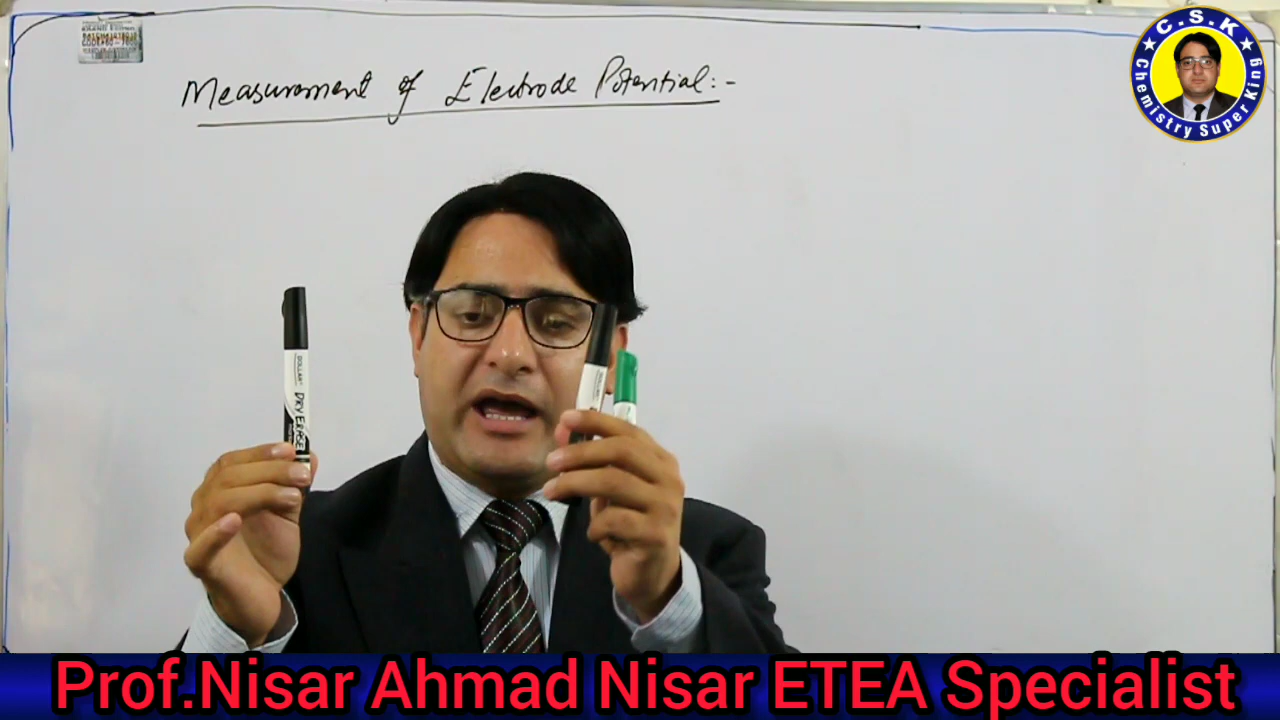 Measurement of Electrode Potential:-
C.S.K
Chemistry Super King
DOLLAR
DRY ERASE
Prof.Nisar Ahmad Nisar ETEA Specialist